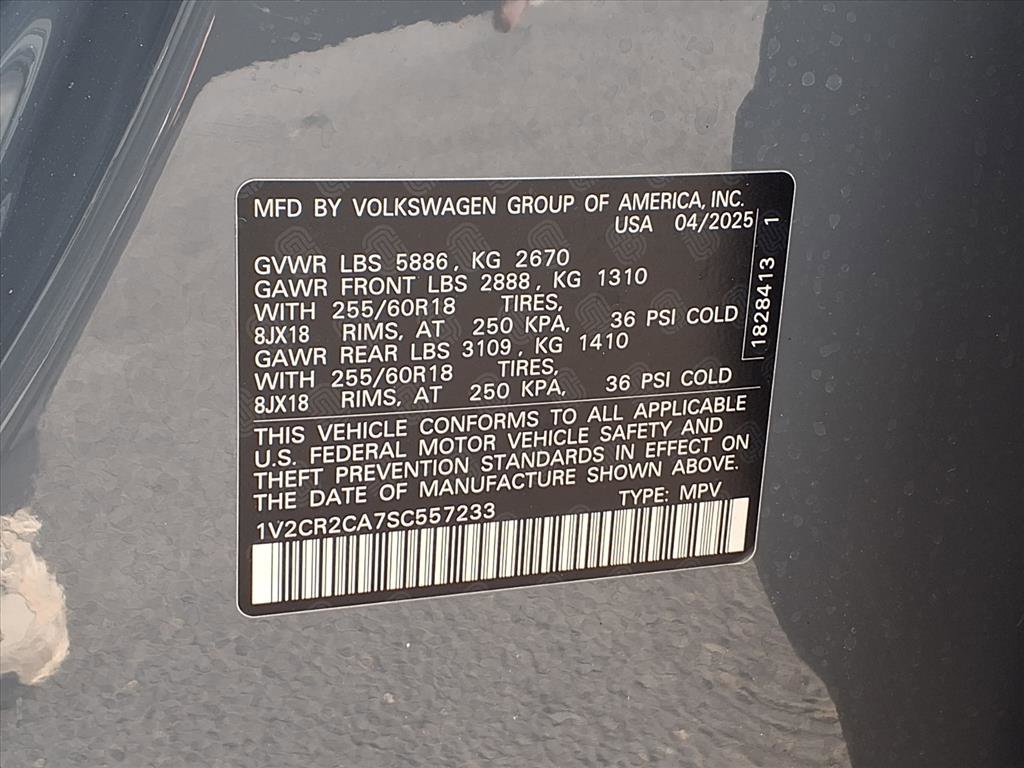 MFD BY VOLKSWAGEN GROUP OF AMERICA, INC.
USA 04/2025
GVWR LBS 5886, KG 2670
GAWR FRONT LBS 2888, KG 1310
WITH 255/60R18 TIRES,
8JX18 RIMS, AT 250 KPA, 36 PSI COLD
GAWR REAR LBS 3109, KG 1410
WITH 255/60R18 TIRES,
8JX18 RIMS, AT 250 KPA, 36 PSI COLD
1828413 1
THIS VEHICLE CONFORMS TO ALL APPLICABLE
U.S. FEDERAL MOTOR VEHICLE SAFETY AND
THEFT PREVENTION STANDARDS IN EFFECT ON
THE DATE OF MANUFACTURE SHOWN ABOVE.
1V2CR2CA7SC557233 TYPE: MPV